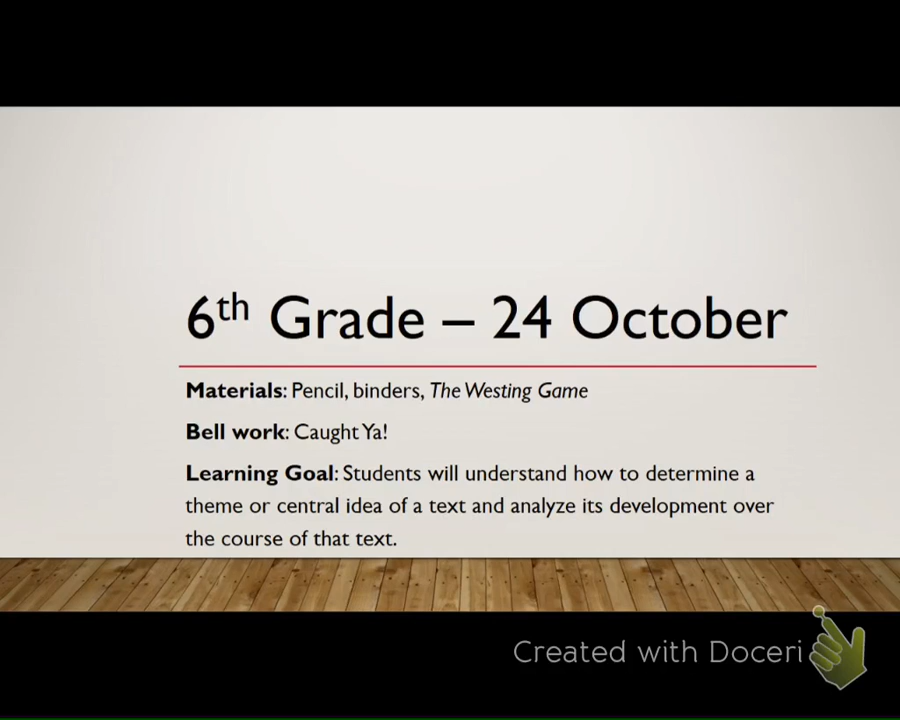 6th Grade – 24 October
Materials: Pencil, binders, The Westing Game
Bell work: Caught Ya!
Learning Goal: Students will understand how to determine a
theme or central idea of a text and analyze its development over
the course of that text.
Created with Doceri